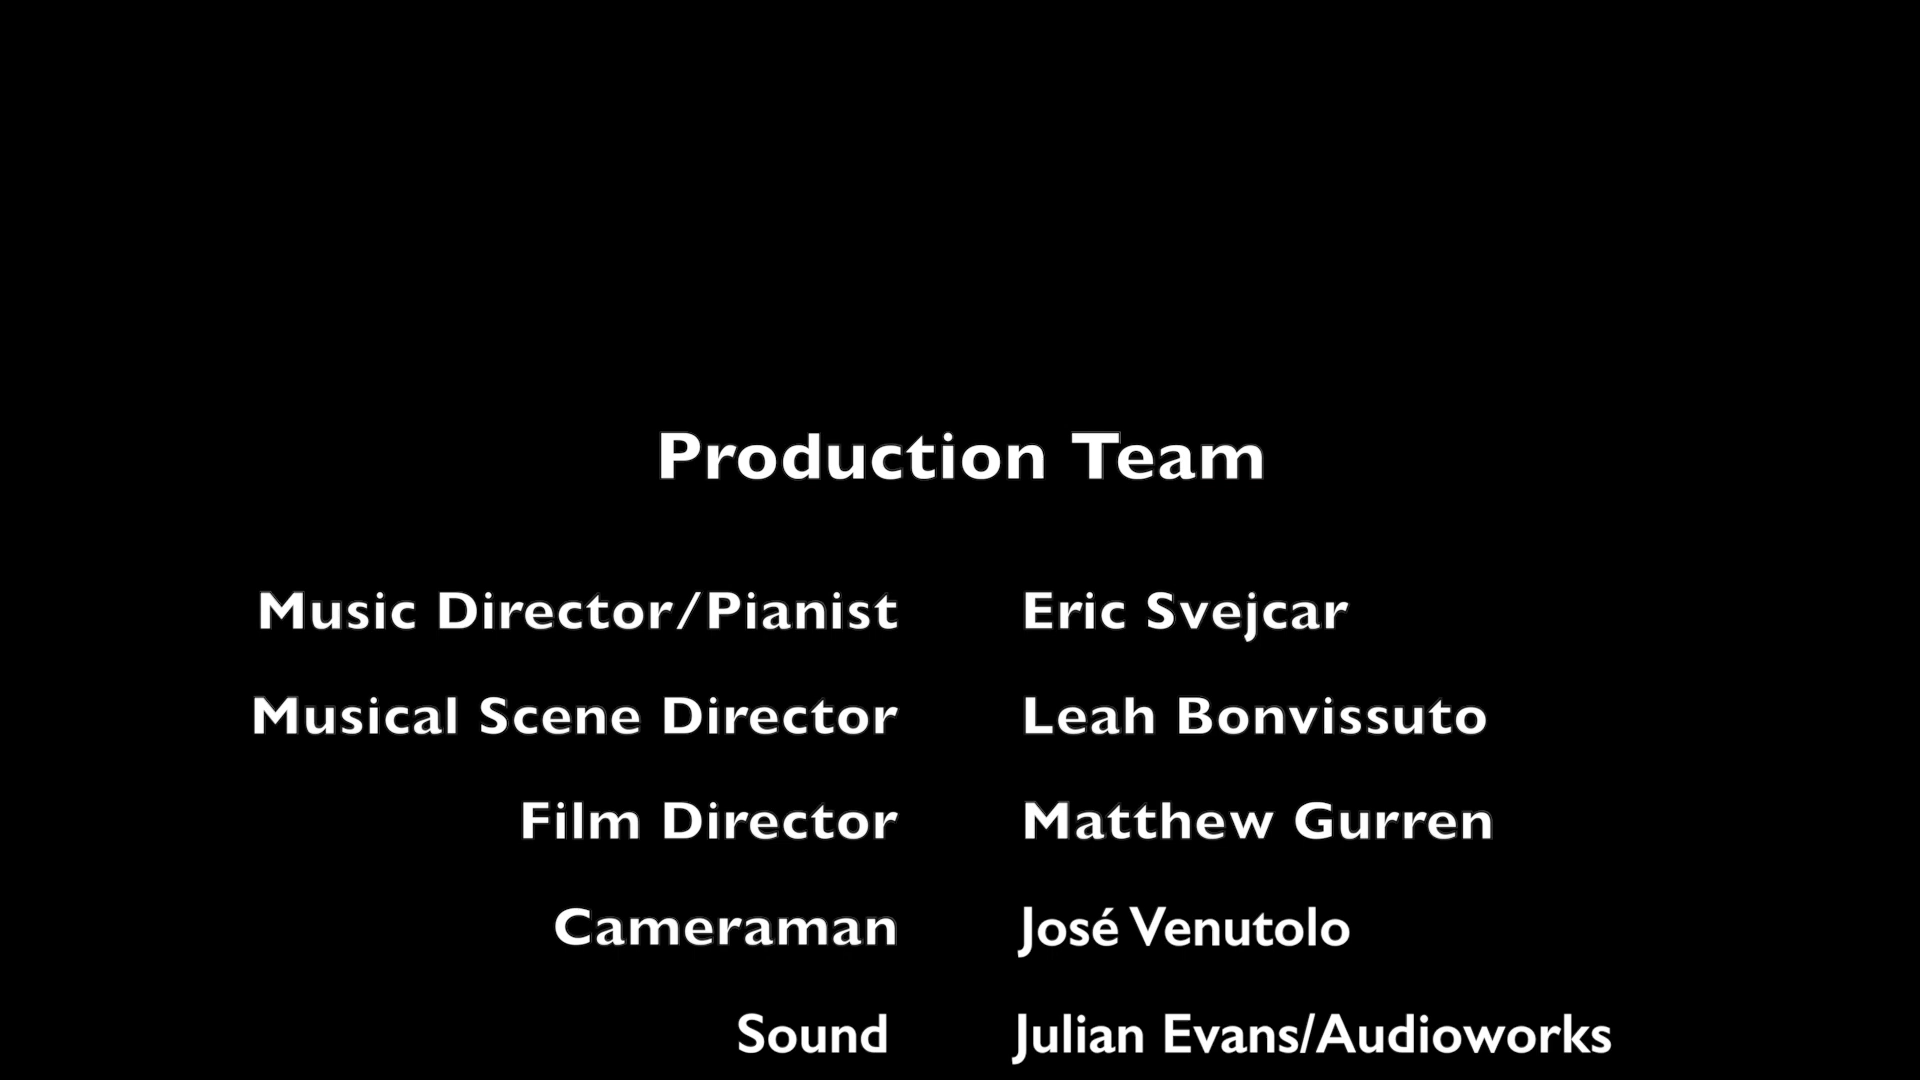 Production Team
Music Director/Pianist Eric Svejcar
Musical Scene Director Leah Bonvissuto
Film Director Matthew Gurren
Cameraman José Venutolo
Sound Julian Evans/Audioworks